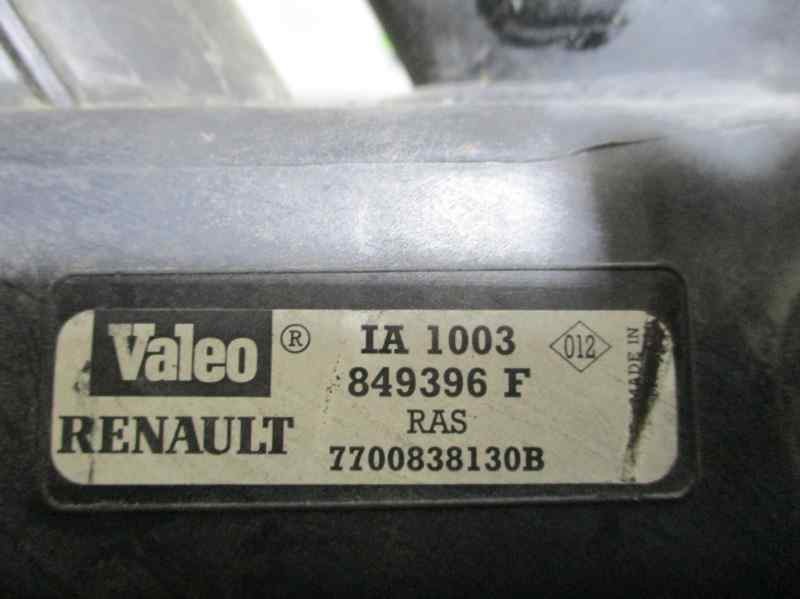 Valeo ® IA 1003 012
849396 F
RENAULT RAS
7700838130B
MADE IN